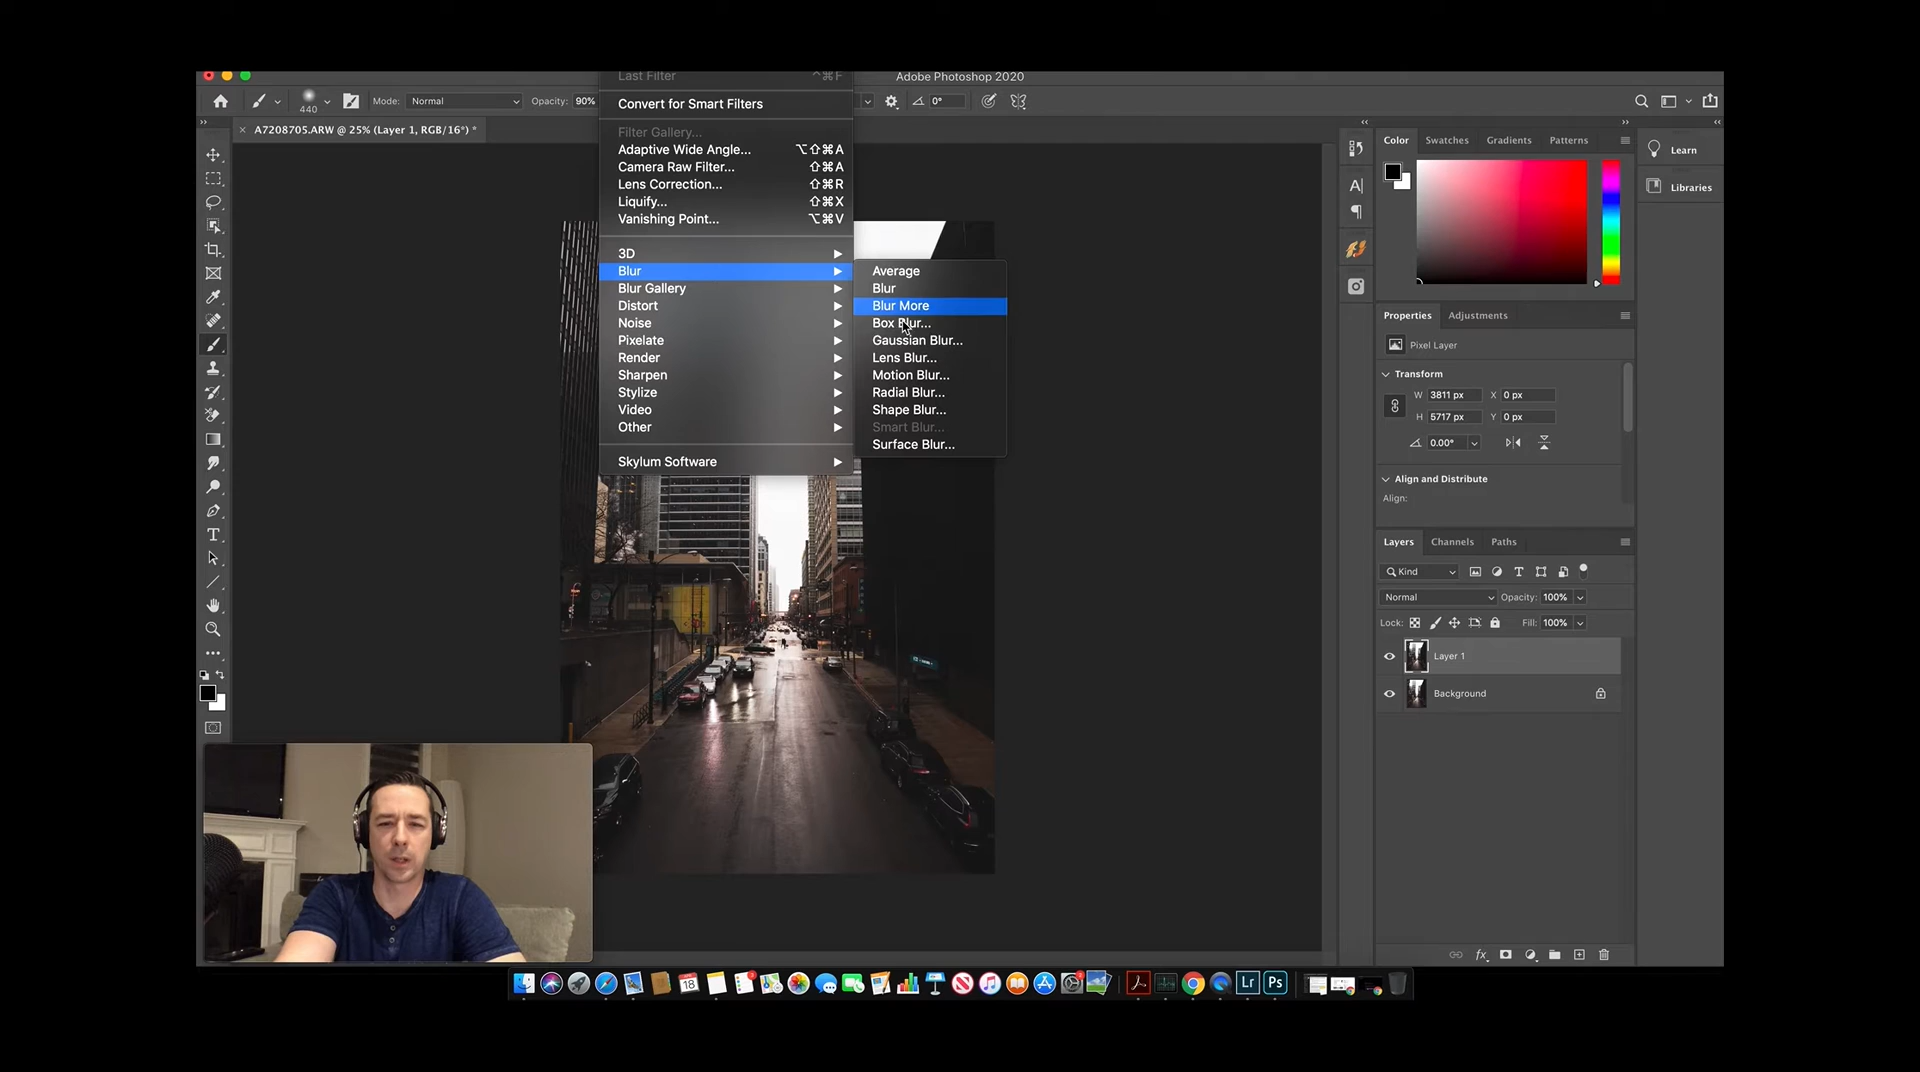 Adobe Photoshop 2020
440
Mode: Normal
Opacity: 90%
0°
A7208705.ARW @ 25% (Layer 1, RGB/16*) *
Last Filter ^⌘F
Convert for Smart Filters
Filter Gallery...
Adaptive Wide Angle... ⌥⇧⌘A
Camera Raw Filter... ⇧⌘A
Lens Correction... ⇧⌘R
Liquify... ⇧⌘X
Vanishing Point... ⌥⌘V
3D
Blur
Blur Gallery
Distort
Noise
Pixelate
Render
Sharpen
Stylize
Video
Other
Skylum Software
Average
Blur
Blur More
Box Blur...
Gaussian Blur...
Lens Blur...
Motion Blur...
Radial Blur...
Shape Blur...
Smart Blur...
Surface Blur...
Color Swatches Gradients Patterns
Learn
Libraries
Properties Adjustments
Pixel Layer
Transform
W 3811 px X 0 px
H 5717 px Y 0 px
0.00°
Align and Distribute
Align:
Layers Channels Paths
Kind
Normal Opacity: 100%
Lock: Fill: 100%
Layer 1
Background
fx
18
Lr
Ps